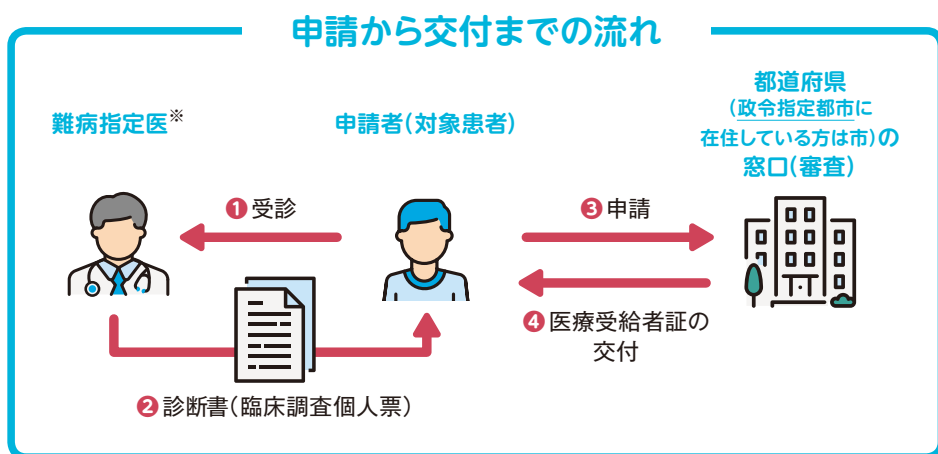 申請から交付までの流れ
難病指定医※
申請者(対象患者)
都道府県
(政令指定都市に
在住している方は市)の
窓口(審査)
❶受診
❸申請
❹医療受給者証の
交付
❷診断書(臨床調査個人票)